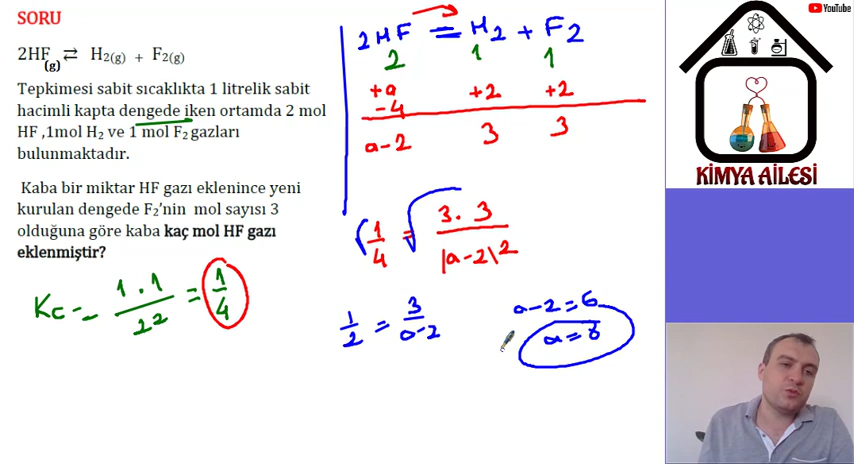 SORU
2HF(g) ⇄ H2(g) + F2(g)
Tepkimesi sabit sıcaklıkta 1 litrelik sabit
hacimli kapta dengede iken ortamda 2 mol
HF ,1mol H2 ve 1 mol F2 gazları
bulunmaktadır.
Kaba bir miktar HF gazı eklenince yeni
kurulan dengede F2'nin mol sayısı 3
olduğuna göre kaba kaç mol HF gazı
eklenmiştir?
Kc = 1 . 1 / 2² = 1/4
2HF = H2 + F2
2 1 1
+a +2 +2
-4
a-2 3 3
√1/4 = √3 . 3 / |a-2|²
1/2 = 3/a-2
a-2=6
a=8
YouTube
KİMYA AİLESİ